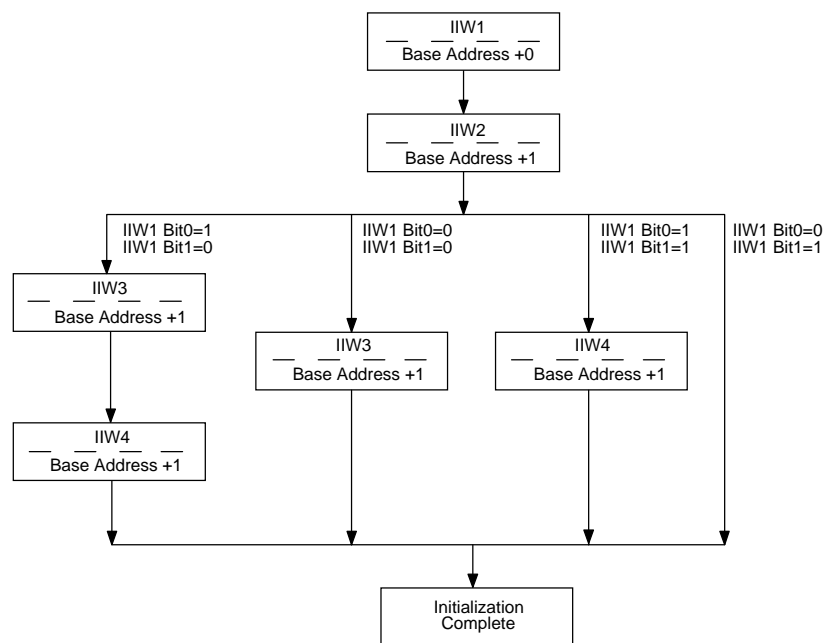 IIW1
Base Address +0
IIW2
Base Address +1
IIW1 Bit0=1
IIW1 Bit1=0
IIW1 Bit0=0
IIW1 Bit1=0
IIW1 Bit0=1
IIW1 Bit1=1
IIW1 Bit0=0
IIW1 Bit1=1
IIW3
Base Address +1
IIW3
Base Address +1
IIW4
Base Address +1
IIW4
Base Address +1
Initialization
Complete